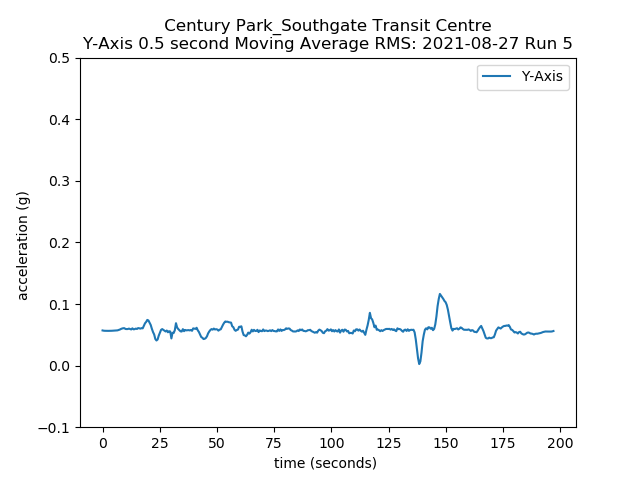 Century Park_Southgate Transit Centre
Y-Axis 0.5 second Moving Average RMS: 2021-08-27 Run 5
Y-Axis
0.5
0.4
0.3
0.2
0.1
0.0
−0.1
acceleration (g)
0 25 50 75 100 125 150 175 200
time (seconds)